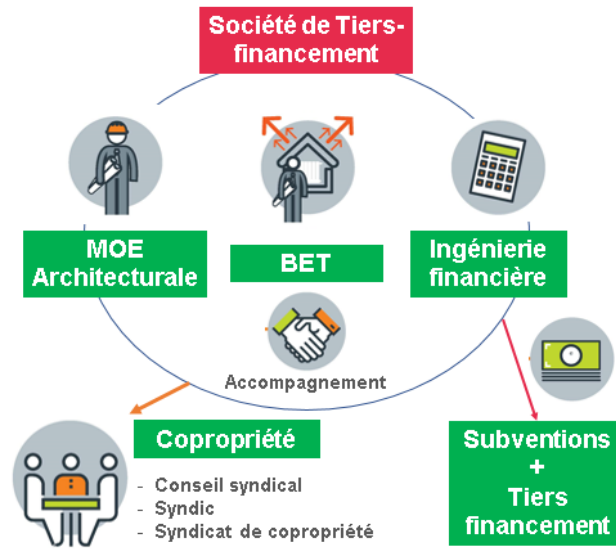 Société de Tiers-
financement
MOE
Architecturale
BET
Ingénierie
financière
Accompagnement
Copropriété
- Conseil syndical
- Syndic
- Syndicat de copropriété
Subventions
+
Tiers
financement